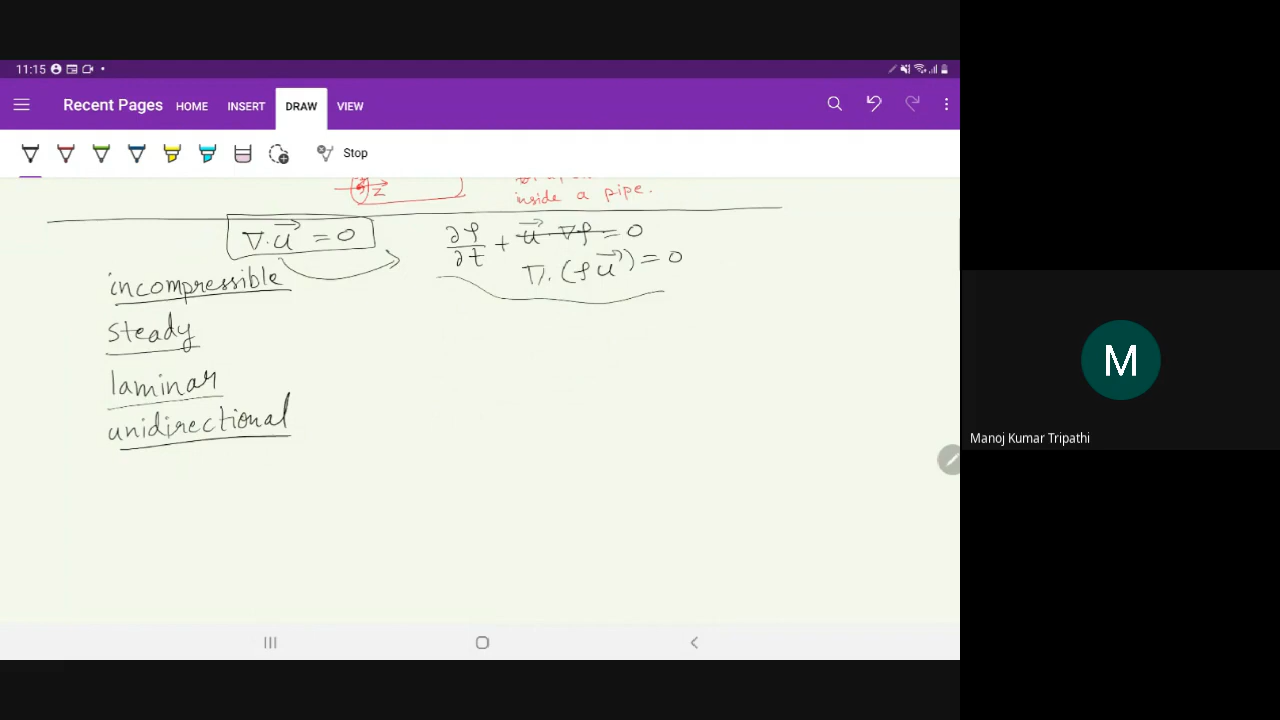 11:15
Recent Pages HOME INSERT DRAW VIEW
Stop
z
inside a pipe.
∇·u⃗ = 0
∂ρ/∂t + u⃗·∇ρ = 0
∇·(ρu⃗) = 0
incompressible
steady
laminar
unidirectional
M
Manoj Kumar Tripathi